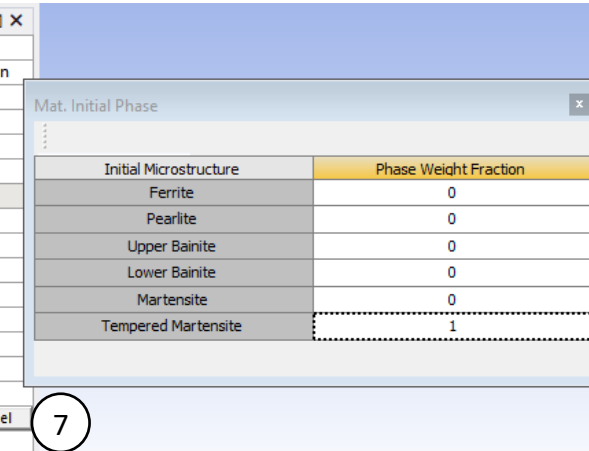 n
Mat. Initial Phase
x
Initial Microstructure Phase Weight Fraction
Ferrite 0
Pearlite 0
Upper Bainite 0
Lower Bainite 0
Martensite 0
Tempered Martensite 1
el
7